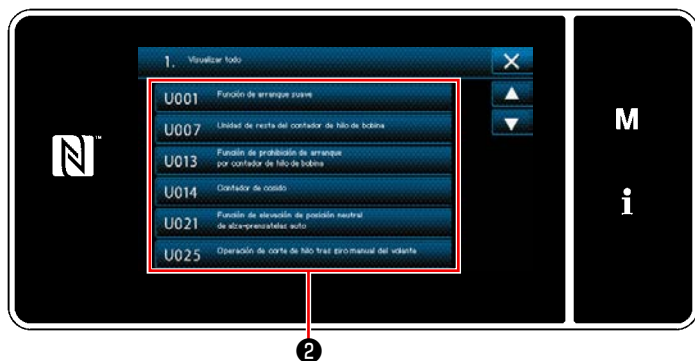 1. Visualizar todo
U001 Función de arranque suave
U007 Unidad de resta del contador de hilo de bobina
U013 Función de prohibición de arranque
por contador de hilo de bobina
U014 Contador de cosido
U021 Función de elevación de posición neutral
de alza-prensatelas auto
U025 Operación de corte de hilo tras giro manual del volante
M
i
N™
2